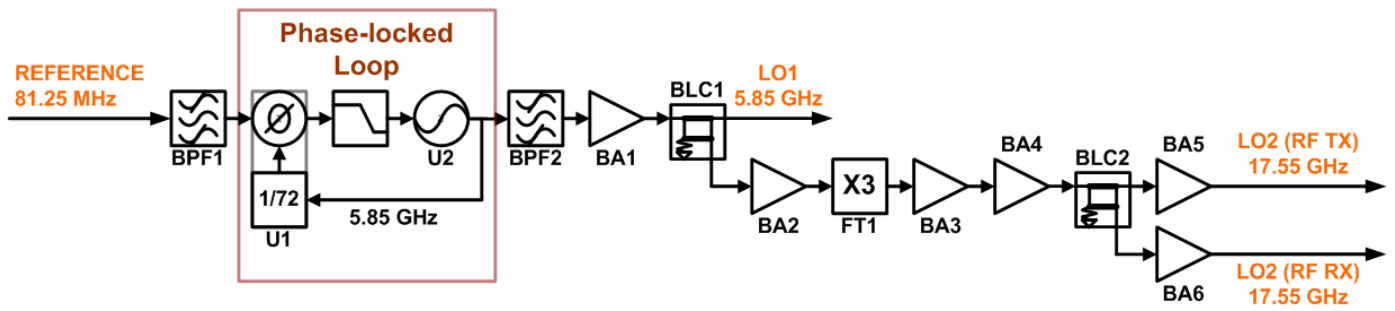 Phase-locked
Loop
REFERENCE
81.25 MHz
BPF1
U2
1/72
U1
5.85 GHz
BPF2
BA1
BLC1
LO1
5.85 GHz
BA2
X3
FT1
BA3
BA4
BLC2
BA5
LO2 (RF TX)
17.55 GHz
BA6
LO2 (RF RX)
17.55 GHz